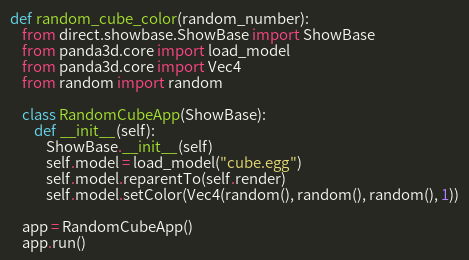 def random_cube_color(random_number):
    from direct.showbase.ShowBase import ShowBase
    from panda3d.core import load_model
    from panda3d.core import Vec4
    from random import random

    class RandomCubeApp(ShowBase):
        def __init__(self):
            ShowBase.__init__(self)
            self.model = load_model("cube.egg")
            self.model.reparentTo(self.render)
            self.model.setColor(Vec4(random(), random(), random(), 1))

    app = RandomCubeApp()
    app.run()